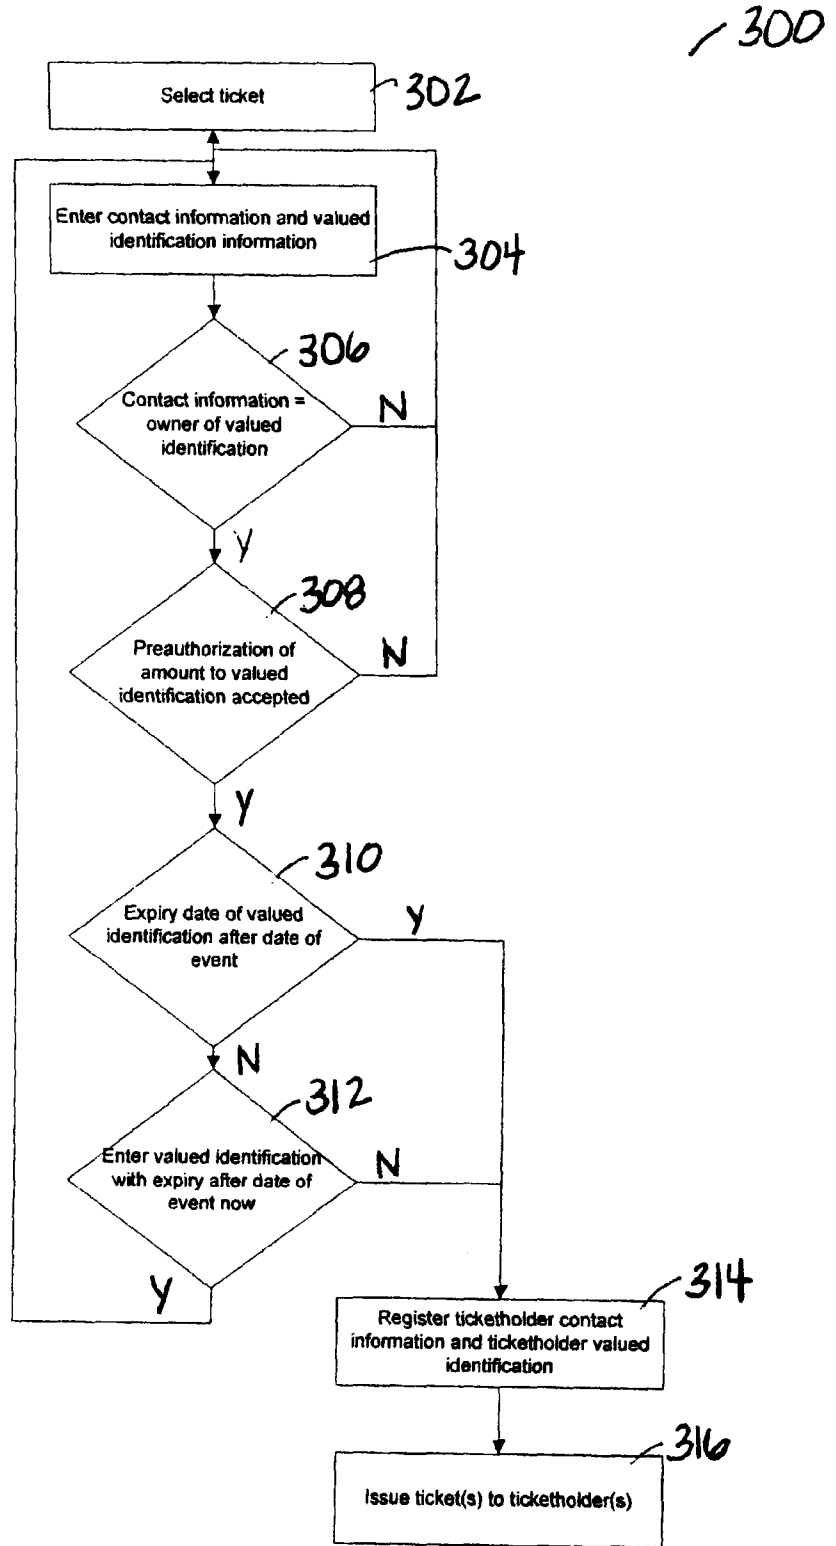 300
Select ticket
302
Enter contact information and valued
identification information
304
306
Contact information =
owner of valued
identification
N
Y
308
Preauthorization of
amount to valued
identification accepted
N
Y
310
Expiry date of valued
identification after date of
event
Y
N
312
Enter valued identification
with expiry after date of
event now
N
Y
314
Register ticketholder contact
information and ticketholder valued
identification
316
Issue ticket(s) to ticketholder(s)